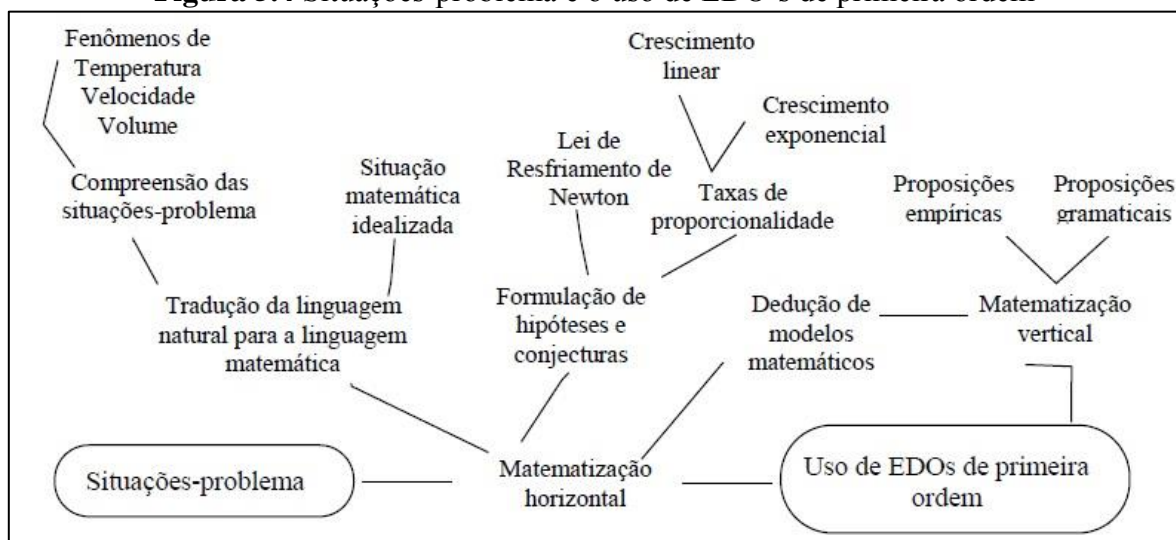 Figura 3.4 Situações-problema e o uso de EDO's de primeira ordem
Fenômenos de
Temperatura
Velocidade
Volume
Crescimento
linear
Crescimento
exponencial
Lei de
Resfriamento de
Newton
Situação
matemática
idealizada
Compreensão das
situações-problema
Taxas de
proporcionalidade
Proposições
empíricas
Proposições
gramaticais
Tradução da linguagem
natural para a linguagem
matemática
Formulação de
hipóteses e
conjecturas
Dedução de
modelos
matemáticos
Matematização
vertical
Situações-problema
Matematização
horizontal
Uso de EDOs de primeira
ordem